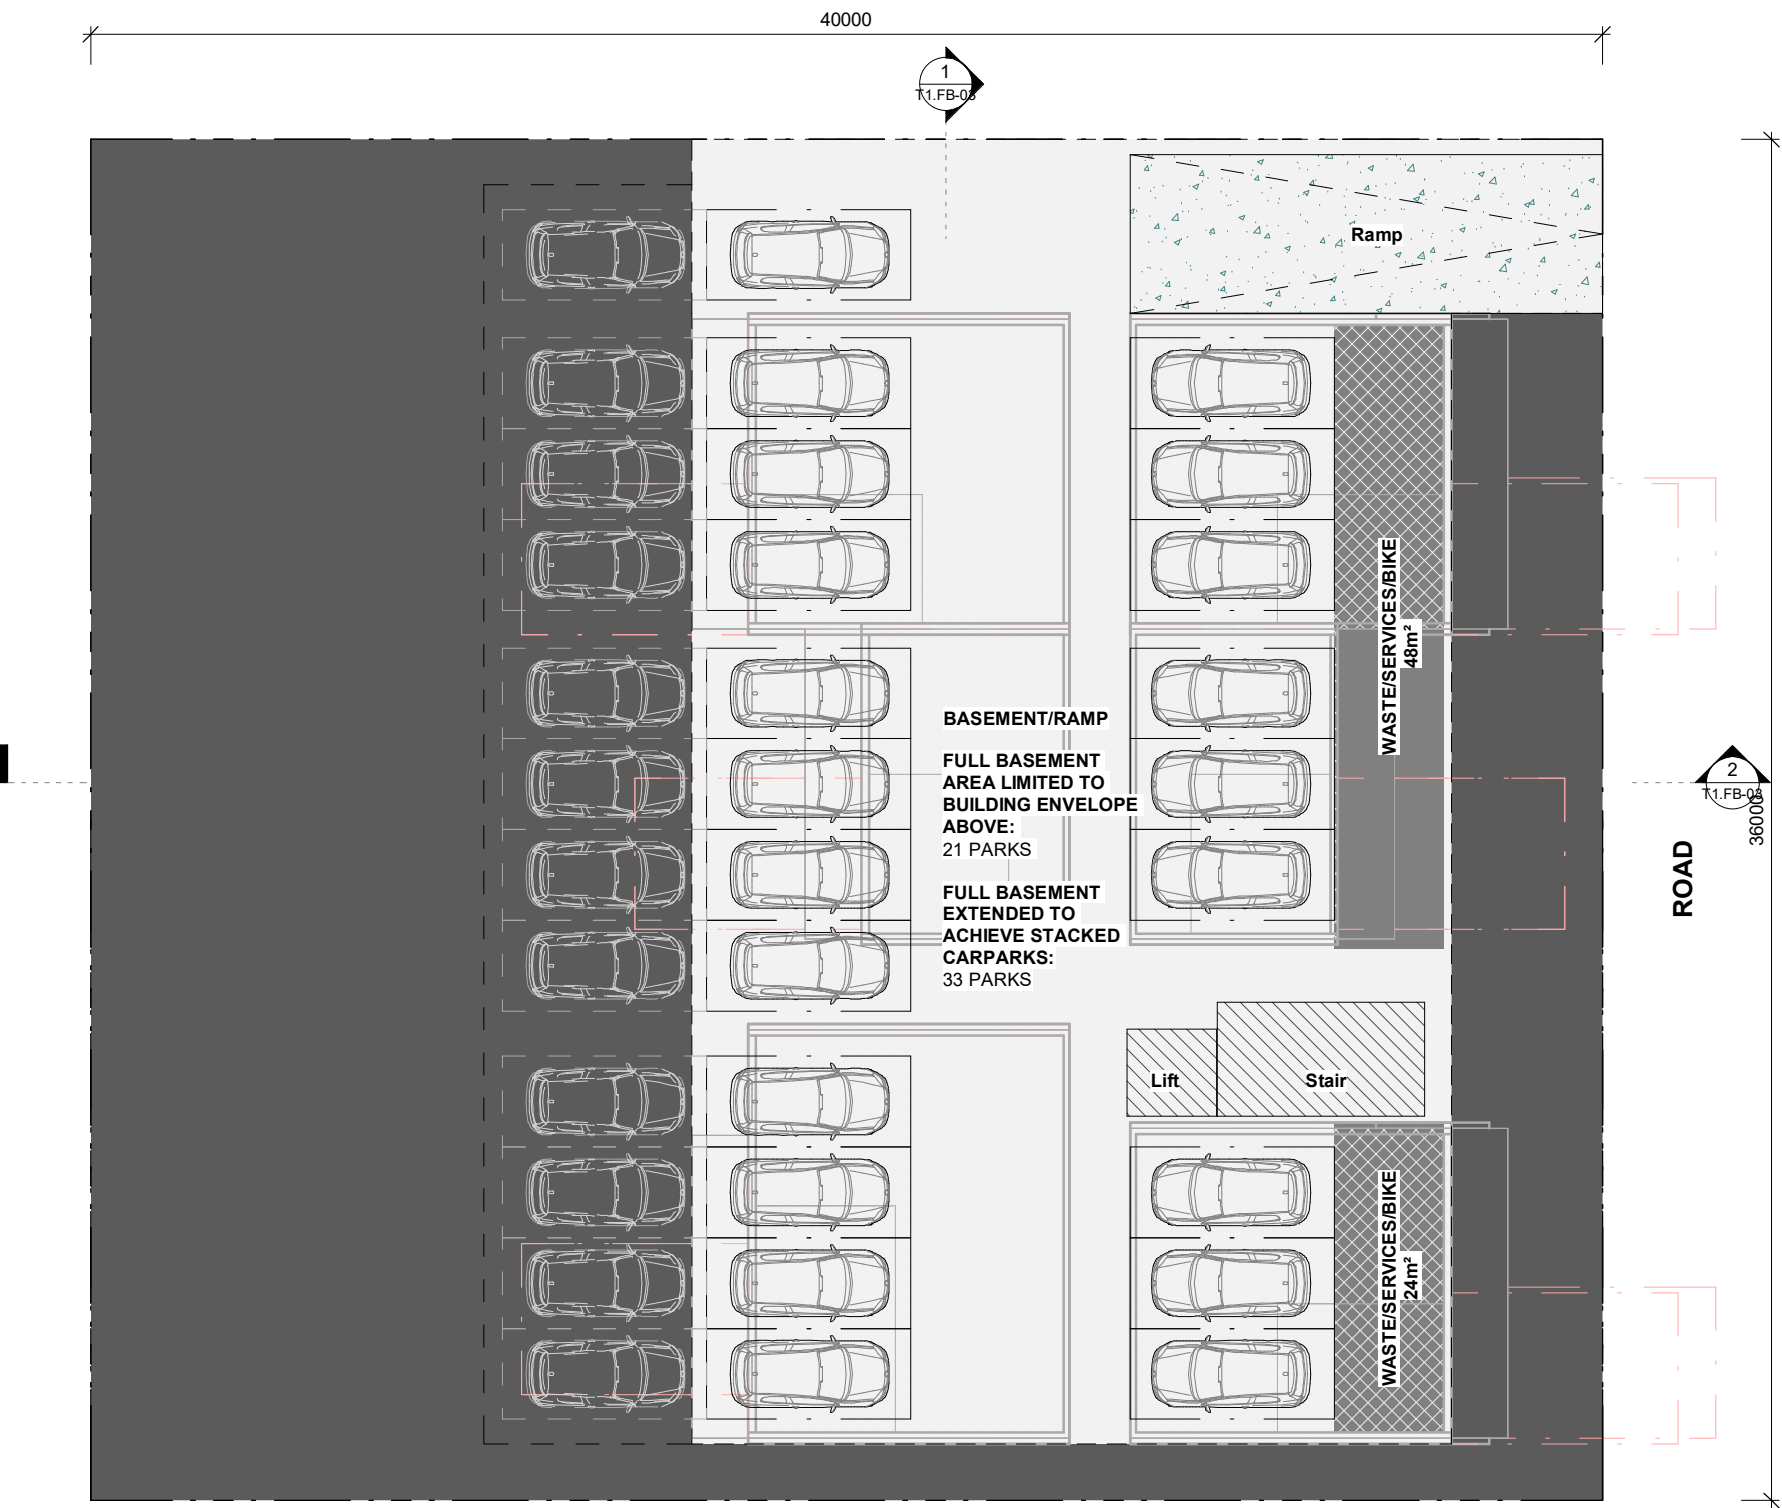 40000
1
T1.FB-03
Ramp
WASTE/SERVICES/BIKE
48m²
BASEMENT/RAMP
FULL BASEMENT
AREA LIMITED TO
BUILDING ENVELOPE
ABOVE:
21 PARKS
FULL BASEMENT
EXTENDED TO
ACHIEVE STACKED
CARPARKS:
33 PARKS
2
T1.FB-03
36000
ROAD
Lift
Stair
WASTE/SERVICES/BIKE
24m²